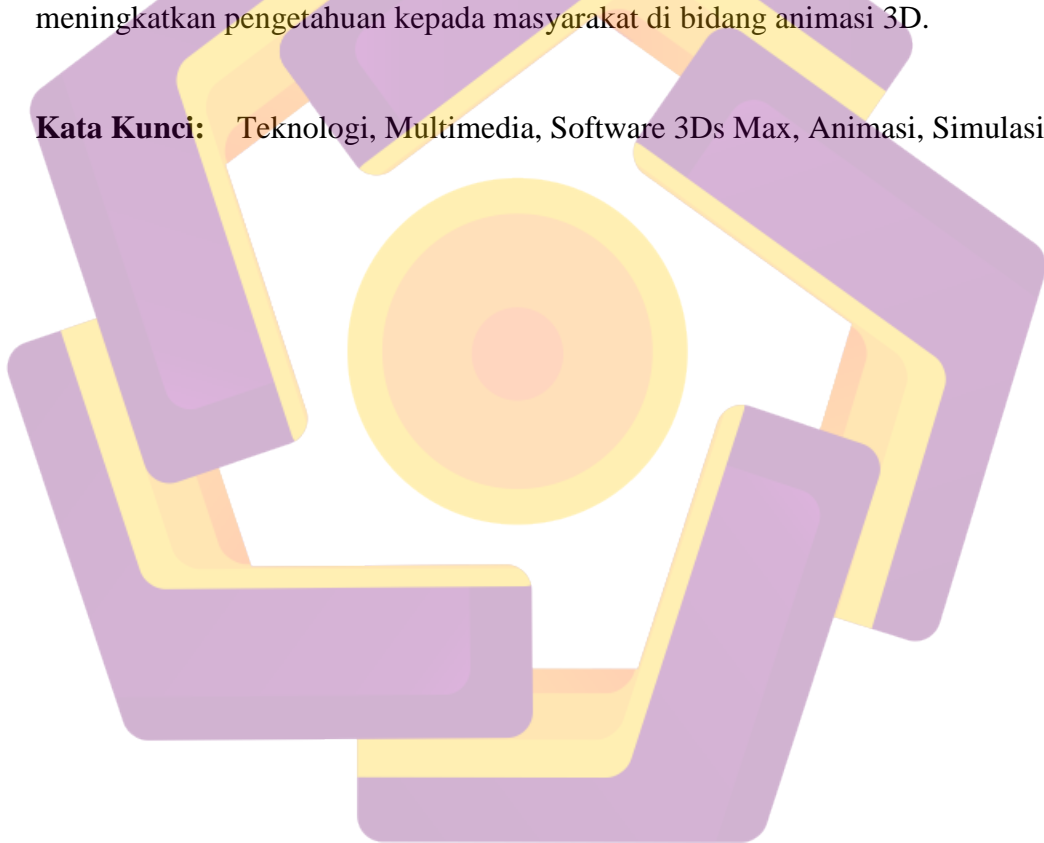 meningkatkan pengetahuan kepada masyarakat di bidang animasi 3D.
Kata Kunci: Teknologi, Multimedia, Software 3Ds Max, Animasi, Simulasi